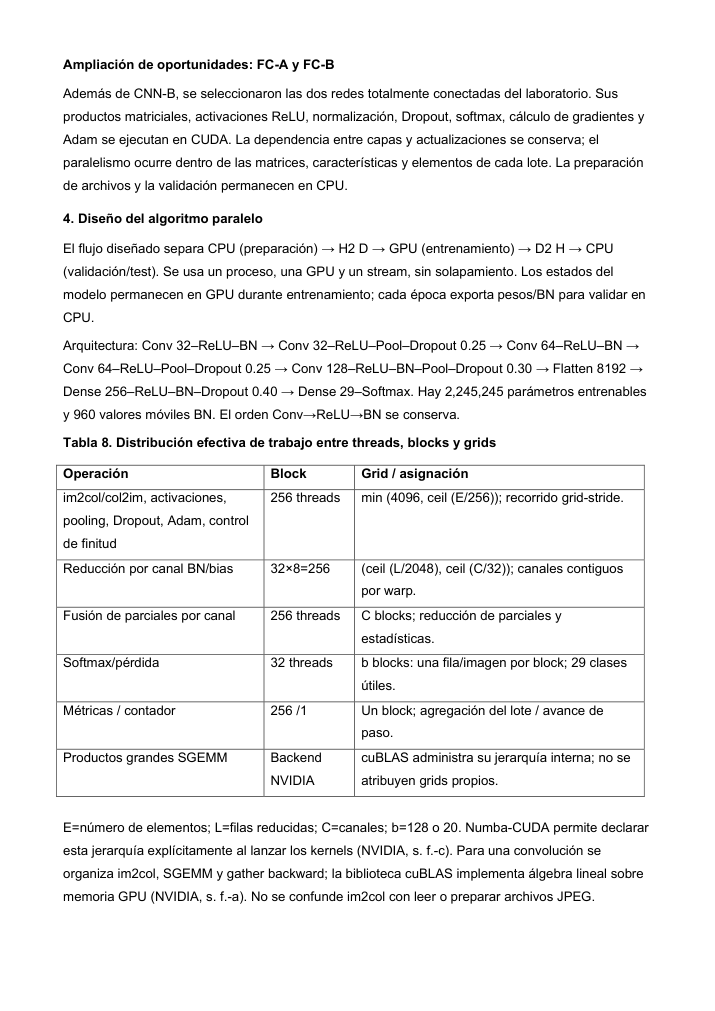 Ampliación de oportunidades: FC-A y FC-B
Además de CNN-B, se seleccionaron las dos redes totalmente conectadas del laboratorio. Sus
productos matriciales, activaciones ReLU, normalización, Dropout, softmax, cálculo de gradientes y
Adam se ejecutan en CUDA. La dependencia entre capas y actualizaciones se conserva; el
paralelismo ocurre dentro de las matrices, características y elementos de cada lote. La preparación
de archivos y la validación permanecen en CPU.
4. Diseño del algoritmo paralelo
El flujo diseñado separa CPU (preparación) → H2 D → GPU (entrenamiento) → D2 H → CPU
(validación/test). Se usa un proceso, una GPU y un stream, sin solapamiento. Los estados del
modelo permanecen en GPU durante entrenamiento; cada época exporta pesos/BN para validar en
CPU.
Arquitectura: Conv 32–ReLU–BN → Conv 32–ReLU–Pool–Dropout 0.25 → Conv 64–ReLU–BN →
Conv 64–ReLU–Pool–Dropout 0.25 → Conv 128–ReLU–BN–Pool–Dropout 0.30 → Flatten 8192 →
Dense 256–ReLU–BN–Dropout 0.40 → Dense 29–Softmax. Hay 2,245,245 parámetros entrenables
y 960 valores móviles BN. El orden Conv→ReLU→BN se conserva.
Tabla 8. Distribución efectiva de trabajo entre threads, blocks y grids
Operación Block Grid / asignación
im2col/col2im, activaciones, 256 threads min (4096, ceil (E/256)); recorrido grid-stride.
pooling, Dropout, Adam, control
de finitud
Reducción por canal BN/bias 32×8=256 (ceil (L/2048), ceil (C/32)); canales contiguos
por warp.
Fusión de parciales por canal 256 threads C blocks; reducción de parciales y
estadísticas.
Softmax/pérdida 32 threads b blocks: una fila/imagen por block; 29 clases
útiles.
Métricas / contador 256 /1 Un block; agregación del lote / avance de
paso.
Productos grandes SGEMM Backend cuBLAS administra su jerarquía interna; no se
NVIDIA atribuyen grids propios.
E=número de elementos; L=filas reducidas; C=canales; b=128 o 20. Numba-CUDA permite declarar
esta jerarquía explícitamente al lanzar los kernels (NVIDIA, s. f.-c). Para una convolución se
organiza im2col, SGEMM y gather backward; la biblioteca cuBLAS implementa álgebra lineal sobre
memoria GPU (NVIDIA, s. f.-a). No se confunde im2col con leer o preparar archivos JPEG.